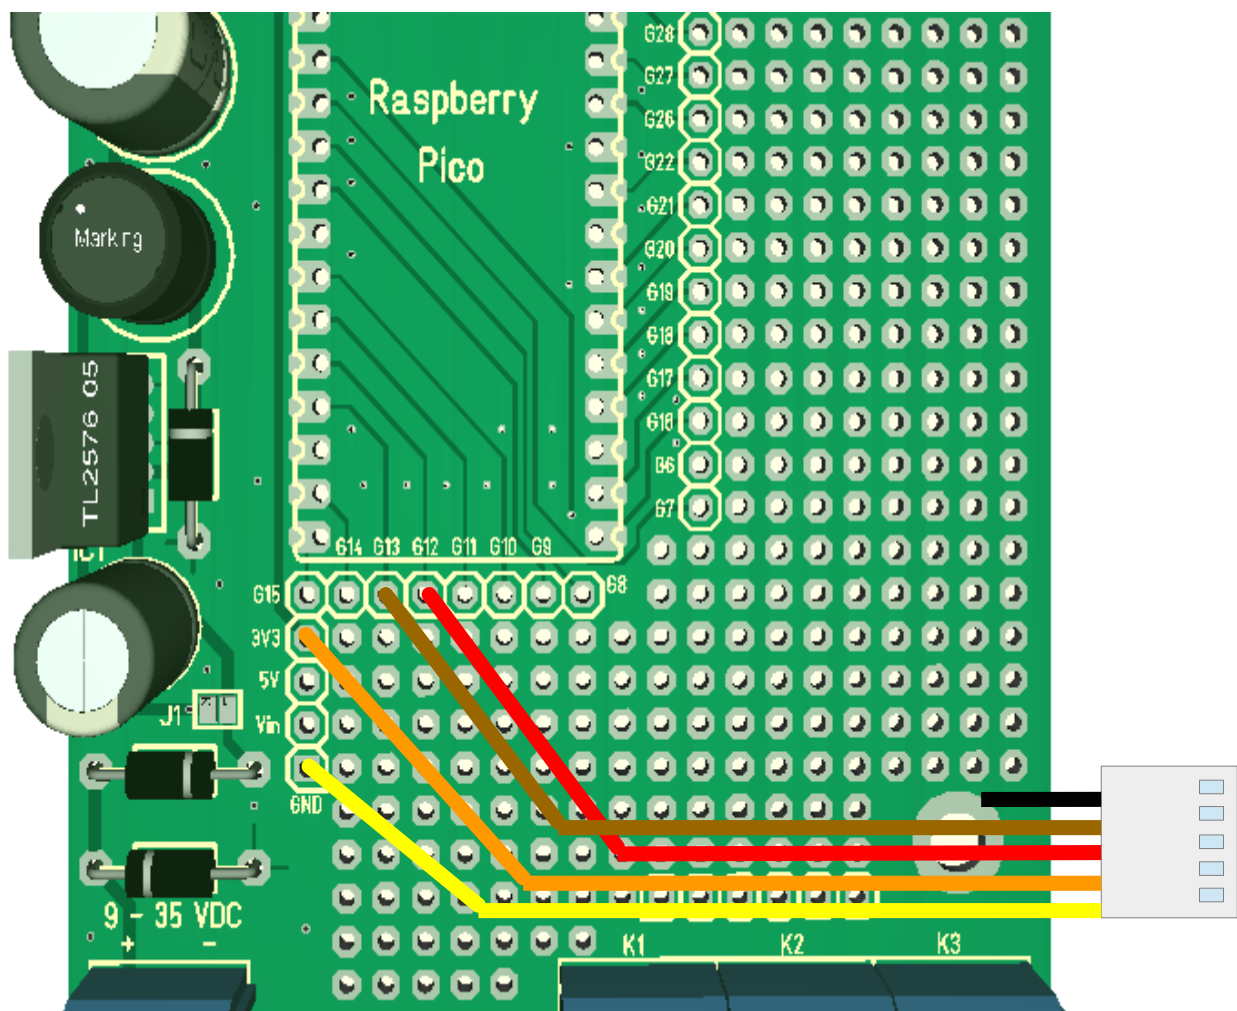 G28
Raspberry
Pico
G27
G26
G22
G21
G20
G19
G18
G17
G16
G6
G7
Marking
TL2576 05
IC1
G14 G13 G12 G11 G10 G9
G15
G8
3V3
5V
J1
Vin
GND
9 - 35 VDC
+ -
K1
K2
K3